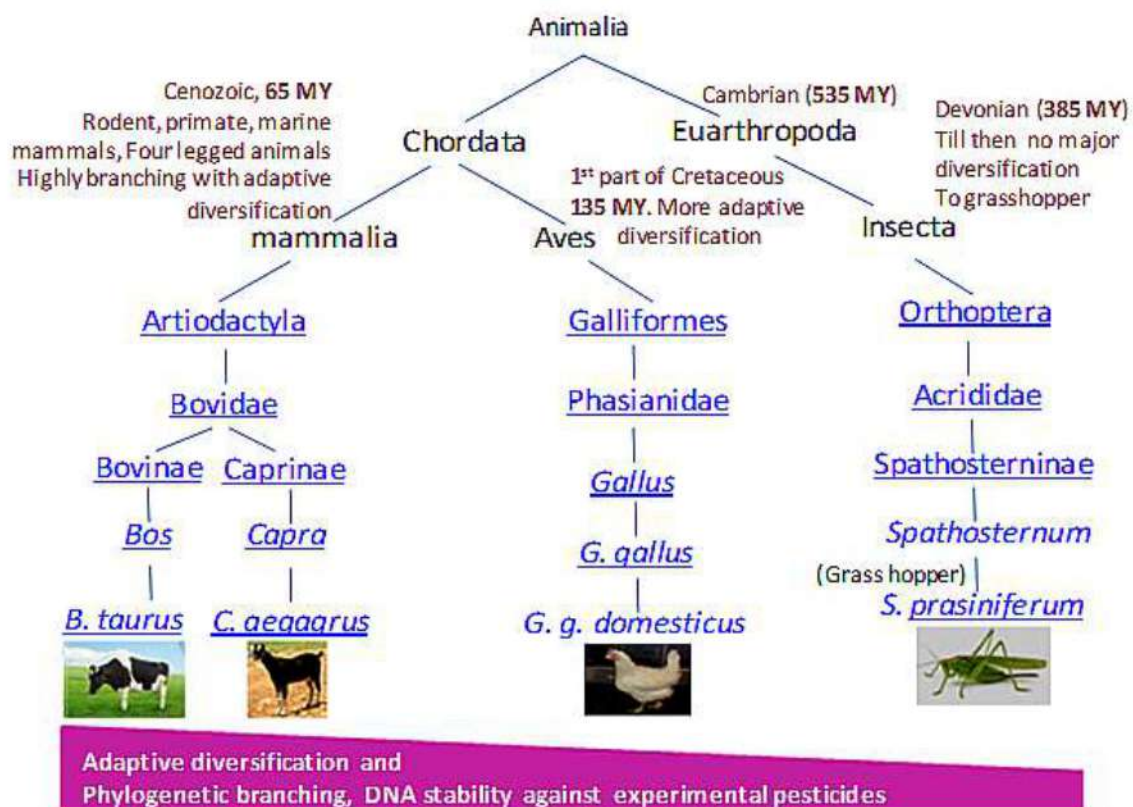 Animalia
Cenozoic, 65 MY
Rodent, primate, marine
mammals, Four legged animals
Highly branching with adaptive
diversification
Chordata
Cambrian (535 MY)
Euarthropoda
Devonian (385 MY)
Till then no major
diversification
To grasshopper
1st part of Cretaceous
135 MY. More adaptive
diversification
mammalia
Aves
Insecta
Artiodactyla
Galliformes
Orthoptera
Bovidae
Phasianidae
Acrididae
Bovinae
Caprinae
Gallus
Spathosterninae
Bos
Capra
G. gallus
Spathosternum
(Grass hopper)
B. taurus
C. aegagrus
G. g. domesticus
S. prasiniferum
Adaptive diversification and
Phylogenetic branching, DNA stability against experimental pesticides